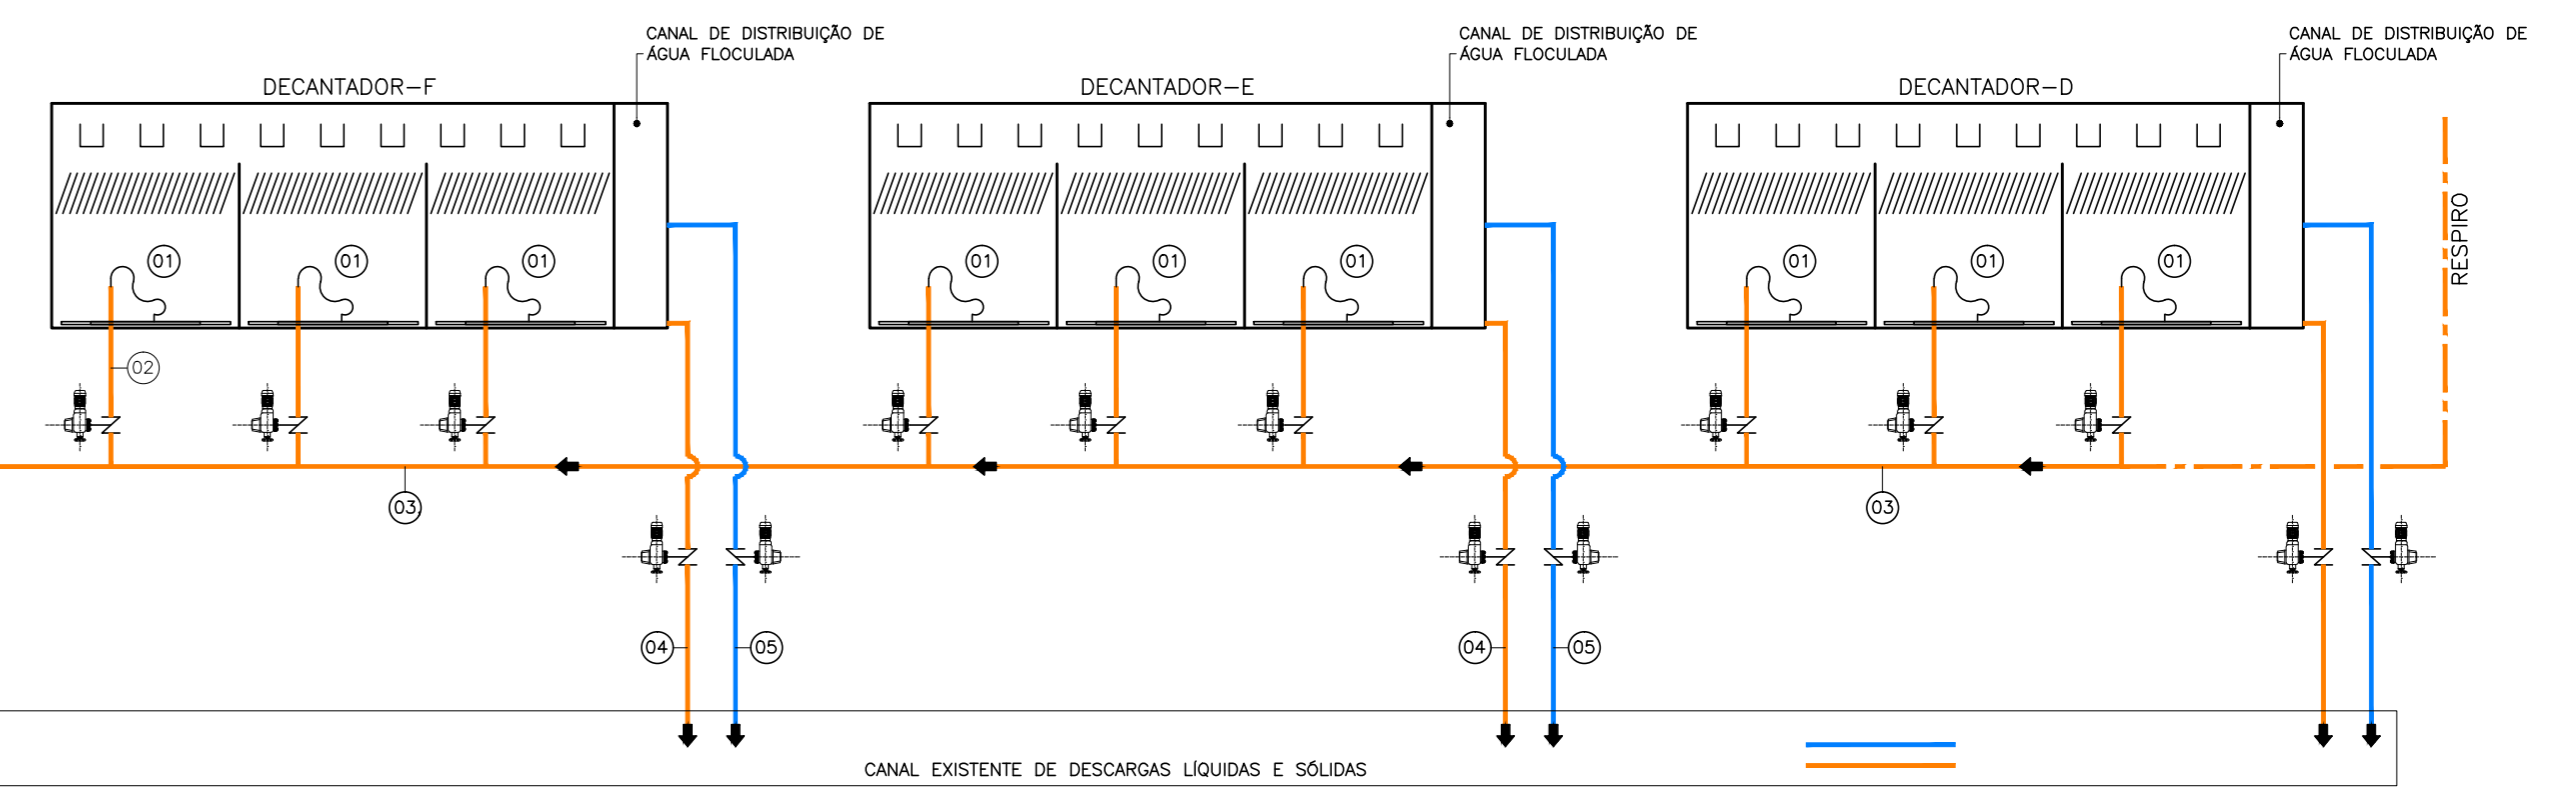 CANAL DE DISTRIBUIÇÃO DE
ÁGUA FLOCULADA
CANAL DE DISTRIBUIÇÃO DE
ÁGUA FLOCULADA
CANAL DE DISTRIBUIÇÃO DE
ÁGUA FLOCULADA
DECANTADOR-F
DECANTADOR-E
DECANTADOR-D
RESPIRO
01
01
01
01
01
01
01
01
01
02
03
03
04
05
04
05
CANAL EXISTENTE DE DESCARGAS LÍQUIDAS E SÓLIDAS